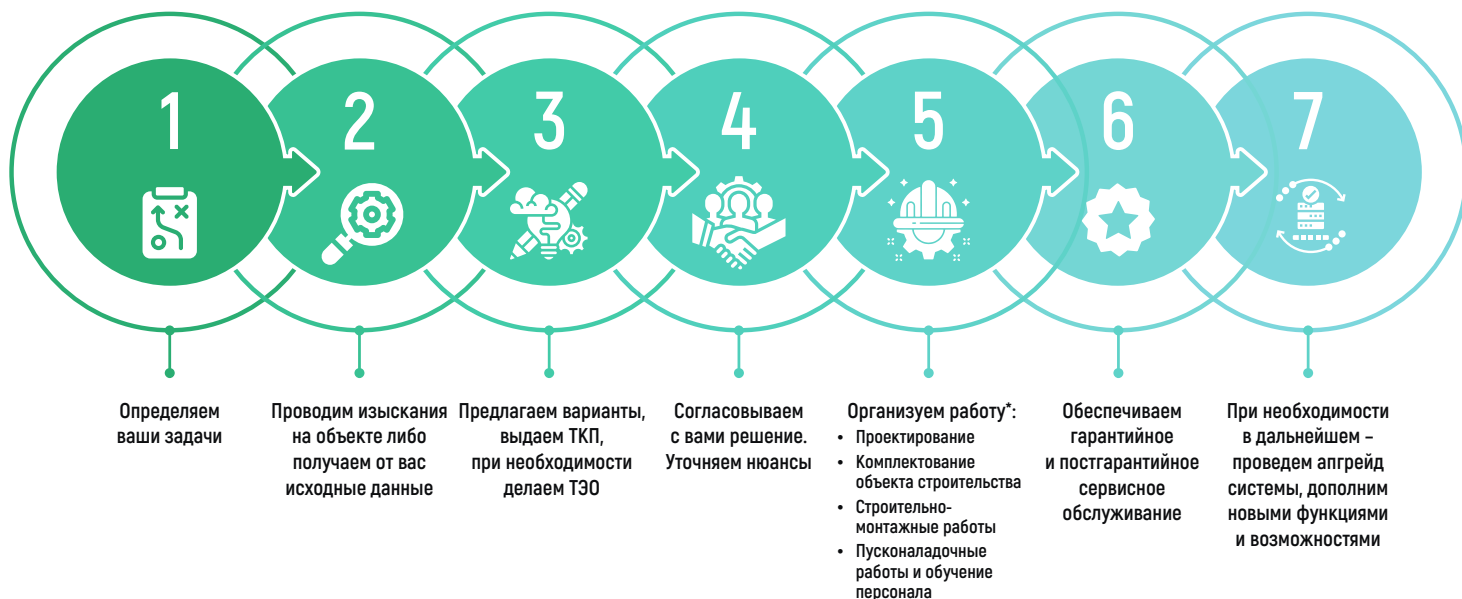 1
2
3
4
5
6
7
Определяем
ваши задачи
Проводим изыскания
на объекте либо
получаем от вас
исходные данные
Предлагаем варианты,
выдаем ТКП,
при необходимости
делаем ТЭО
Согласовываем
с вами решение.
Уточняем нюансы
Организуем работу*:
• Проектирование
• Комплектование
объекта строительства
• Строительно-
монтажные работы
• Пусконаладочные
работы и обучение
персонала
Обеспечиваем
гарантийное
и постгарантийное
сервисное
обслуживание
При необходимости
в дальнейшем –
проведем апгрейд
системы, дополним
новыми функциями
и возможностями